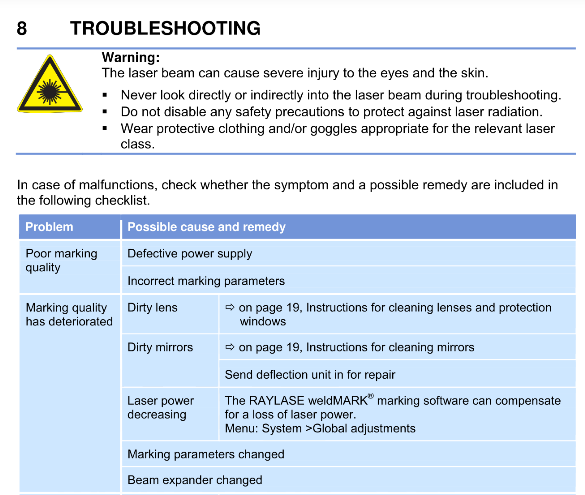 8 TROUBLESHOOTING
Warning:
The laser beam can cause severe injury to the eyes and the skin.
▪ Never look directly or indirectly into the laser beam during troubleshooting.
▪ Do not disable any safety precautions to protect against laser radiation.
▪ Wear protective clothing and/or goggles appropriate for the relevant laser
class.
In case of malfunctions, check whether the symptom and a possible remedy are included in
the following checklist.
Problem Possible cause and remedy
Poor marking
quality
Defective power supply
Incorrect marking parameters
Marking quality
has deteriorated
Dirty lens
⇨ on page 19, Instructions for cleaning lenses and protection
windows
Dirty mirrors
⇨ on page 19, Instructions for cleaning mirrors
Send deflection unit in for repair
Laser power
decreasing
The RAYLASE weldMARK® marking software can compensate
for a loss of laser power.
Menu: System >Global adjustments
Marking parameters changed
Beam expander changed